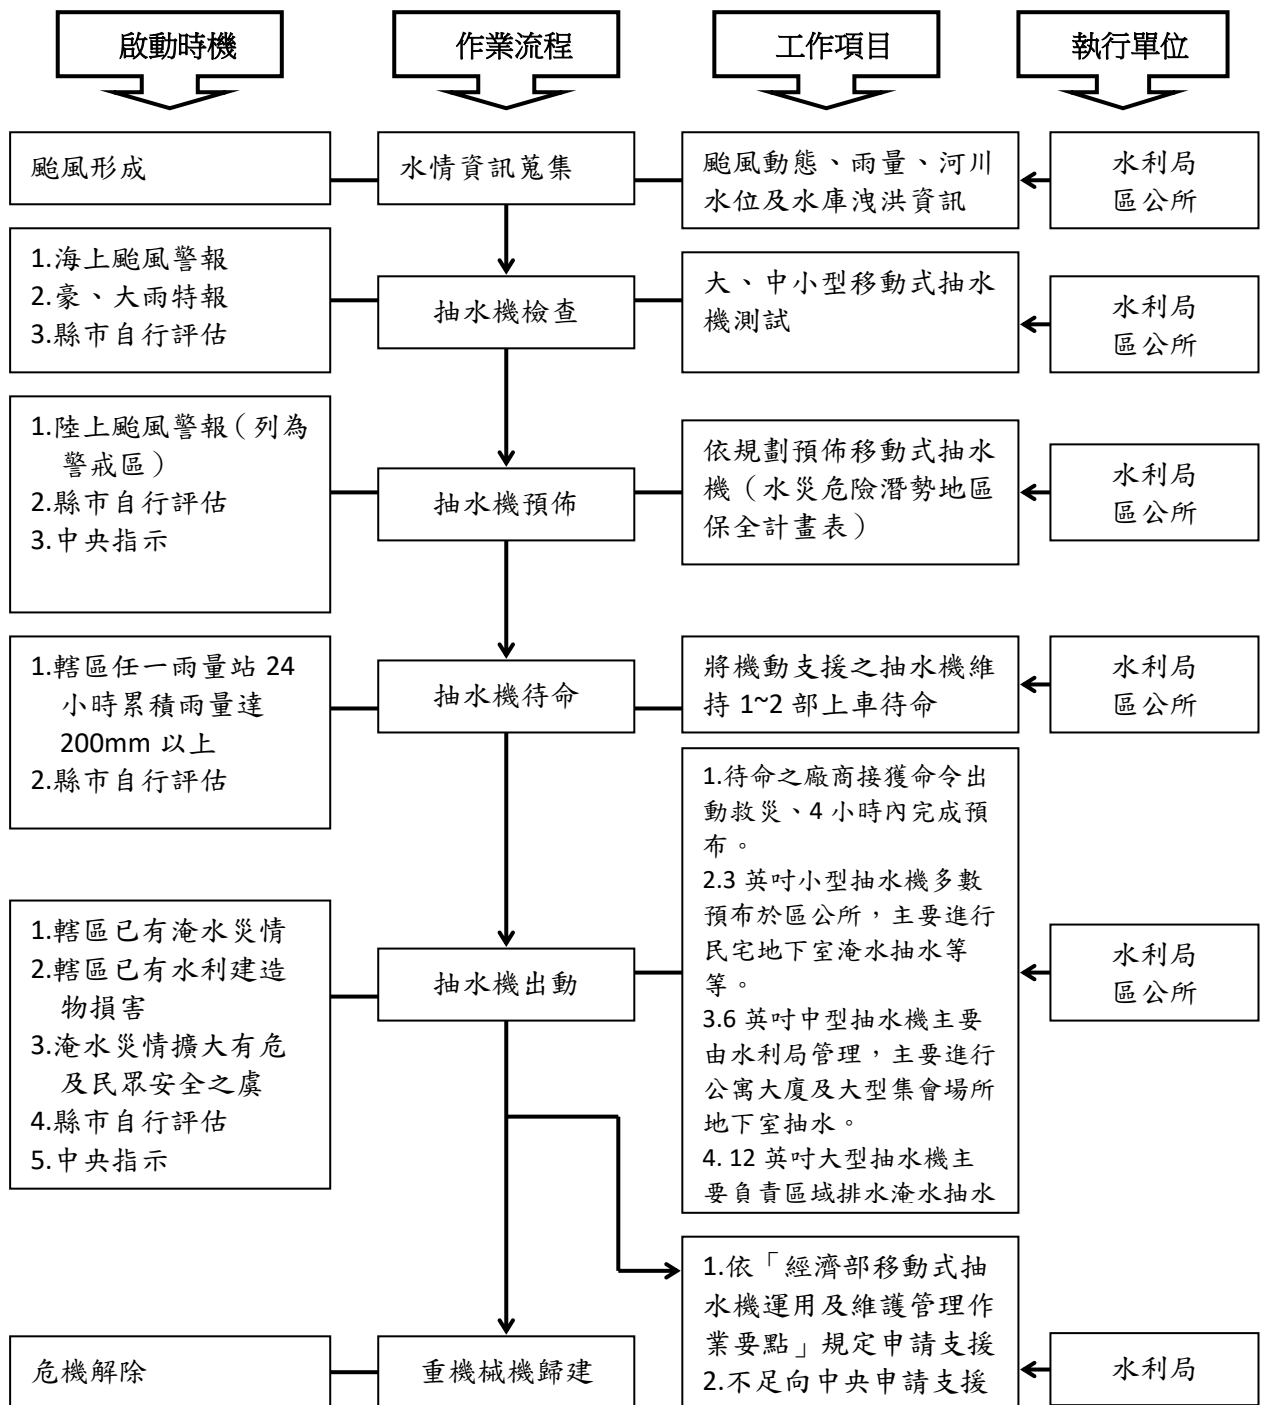 啟動時機
作業流程
工作項目
執行單位
颱風形成
水情資訊蒐集
颱風動態、雨量、河川
水位及水庫洩洪資訊
水利局
區公所
1.海上颱風警報
2.豪、大雨特報
3.縣市自行評估
抽水機檢查
大、中小型移動式抽水
機測試
水利局
區公所
1.陸上颱風警報（列為
警戒區）
2.縣市自行評估
3.中央指示
抽水機預佈
依規劃預佈移動式抽水
機（水災危險潛勢地區
保全計畫表）
水利局
區公所
1.轄區任一雨量站 24
小時累積雨量達
200mm 以上
2.縣市自行評估
抽水機待命
將機動支援之抽水機維
持 1~2 部上車待命
水利局
區公所
1.轄區已有淹水災情
2.轄區已有水利建造
物損害
3.淹水災情擴大有危
及民眾安全之虞
4.縣市自行評估
5.中央指示
抽水機出動
1.待命之廠商接獲命令出
動救災、4 小時內完成預
布。
2.3 英吋小型抽水機多數
預布於區公所，主要進行
民宅地下室淹水抽水等
等。
3.6 英吋中型抽水機主要
由水利局管理，主要進行
公寓大廈及大型集會場所
地下室抽水。
4. 12 英吋大型抽水機主
要負責區域排水淹水抽水
水利局
區公所
危機解除
重機械機歸建
1.依「經濟部移動式抽
水機運用及維護管理作
業要點」規定申請支援
2.不足向中央申請支援
水利局